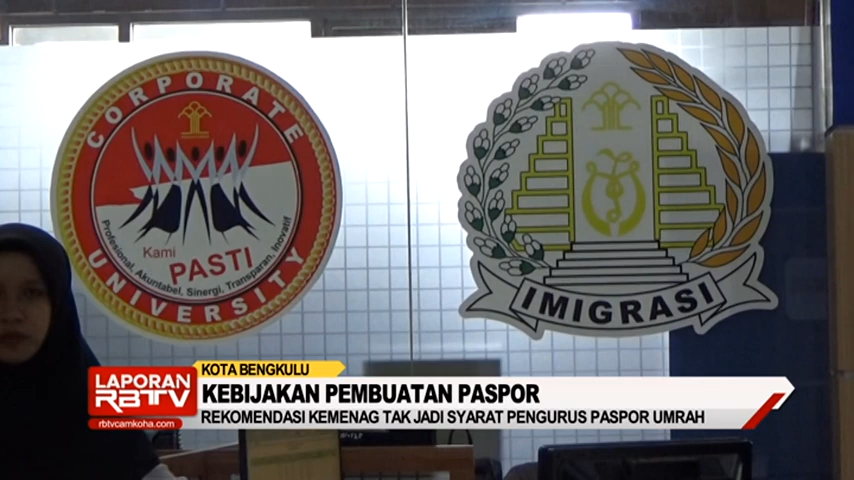 CORPORATE
UNIVERSITY
Kami
PASTI
Profesional, Akuntabel, Sinergi, Transparan, Inovatif
IMIGRASI
KOTA BENGKULU
LAPORAN
RBTV
rbtvcamkoha.com
KEBIJAKAN PEMBUATAN PASPOR
REKOMENDASI KEMENAG TAK JADI SYARAT PENGURUS PASPOR UMRAH